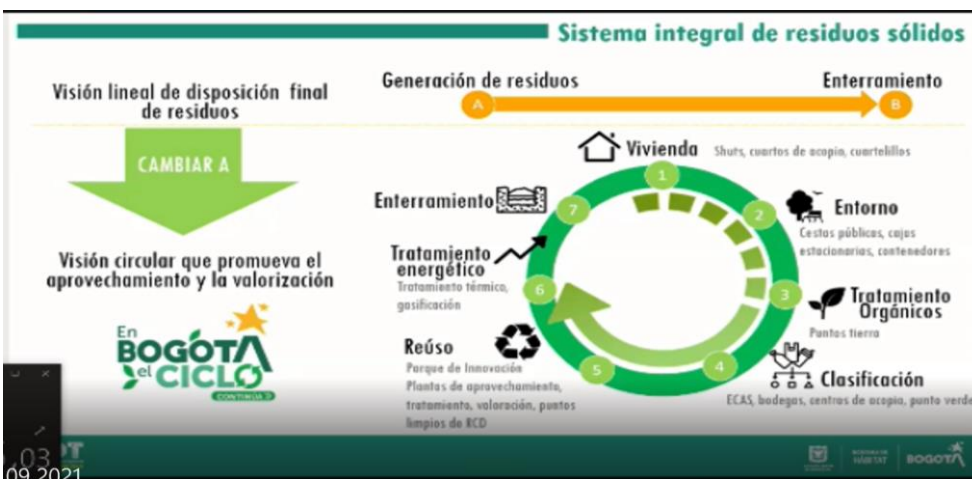 Sistema integral de residuos sólidos
Visión lineal de disposición final
de residuos
CAMBIAR A
Visión circular que promueva el
aprovechamiento y la valorización
En
BOGOTÁ
el CICLO
CONTINÚA
Generación de residuos
Enterramiento
A
B
Vivienda
Shuts, cuartos de acopio, cuartelillos
1
2
Entorno
Cestas públicas, cajas
estacionarias, contenedores
3
Tratamiento
Orgánicos
Puntos tierra
4
Clasificación
ECAS, bodegas, centros de acopio, punto verde
5
Reúso
Parque de Innovación
Plantas de aprovechamiento,
tratamiento, valoración, puntos
limpios de RCD
6
Tratamiento
energético
Tratamiento térmico,
gasificación
7
Enterramiento
.03
OT
09 2021
HÁBITAT
BOGOTÁ